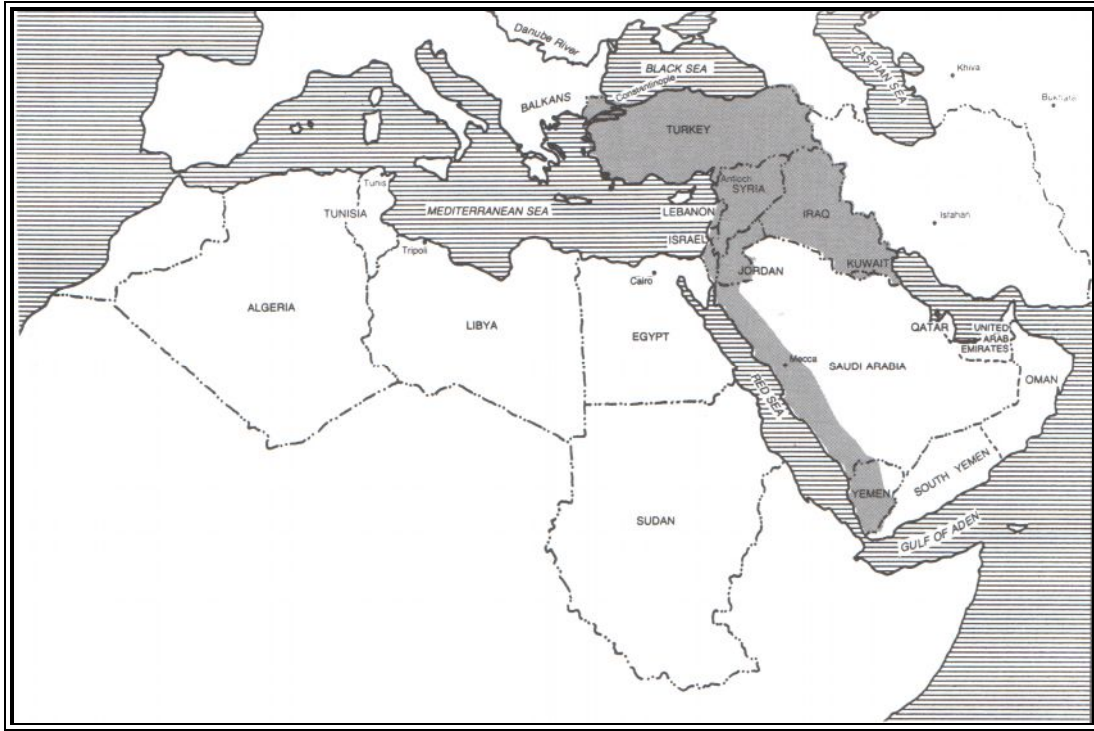 Danube River
BLACK SEA
CASPIAN SEA
Khiva
Bukhara
BALKANS
Constantinople
TURKEY
Antioch
SYRIA
Tunis
TUNISIA
MEDITERRANEAN SEA
LEBANON
IRAQ
Isfahan
ISRAEL
Tripoli
JORDAN
KUWAIT
Cairo
ALGERIA
LIBYA
EGYPT
QATAR
UNITED
ARAB
EMIRATES
Mecca
SAUDI ARABIA
RED SEA
OMAN
SOUTH YEMEN
YEMEN
SUDAN
GULF OF ADEN